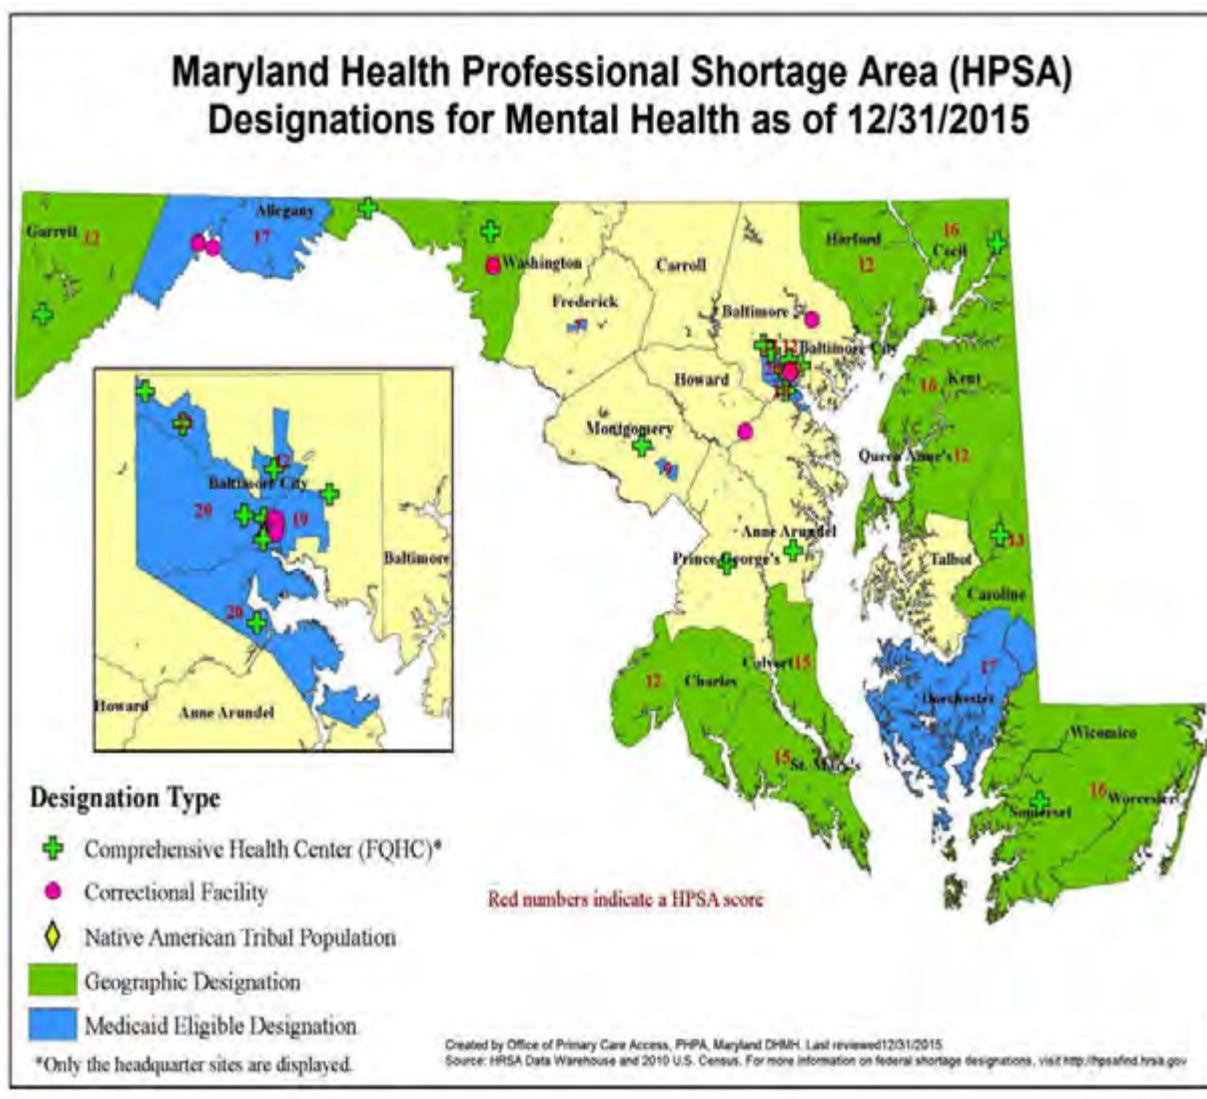 Maryland Health Professional Shortage Area (HPSA)
Designations for Mental Health as of 12/31/2015
Garrett 12
Allegany
17
Washington
Frederick
Carroll
Baltimore
Harford
12
16
Cecil
12 Baltimore City
Howard
Montgomery
9
16 Kent
Queen Anne's 12
Anne Arundel
Prince George's
Talbot
13
Caroline
Calvert 15
12 Charles
15 St. Mary's
17
Dorchester
Wicomico
16 Worcester
Somerset
12
Baltimore City
20
19
Baltimore
20
Howard
Anne Arundel
Designation Type
Comprehensive Health Center (FQHC)*
Correctional Facility
Native American Tribal Population
Geographic Designation
Medicaid Eligible Designation
*Only the headquarter sites are displayed.
Red numbers indicate a HPSA score
Created by Office of Primary Care Access, PHPA, Maryland DHMH. Last reviewed12/31/2015
Source: HRSA Data Warehouse and 2010 U.S. Census. For more information on federal shortage designations, visit http://hpsafind.hrsa.gov